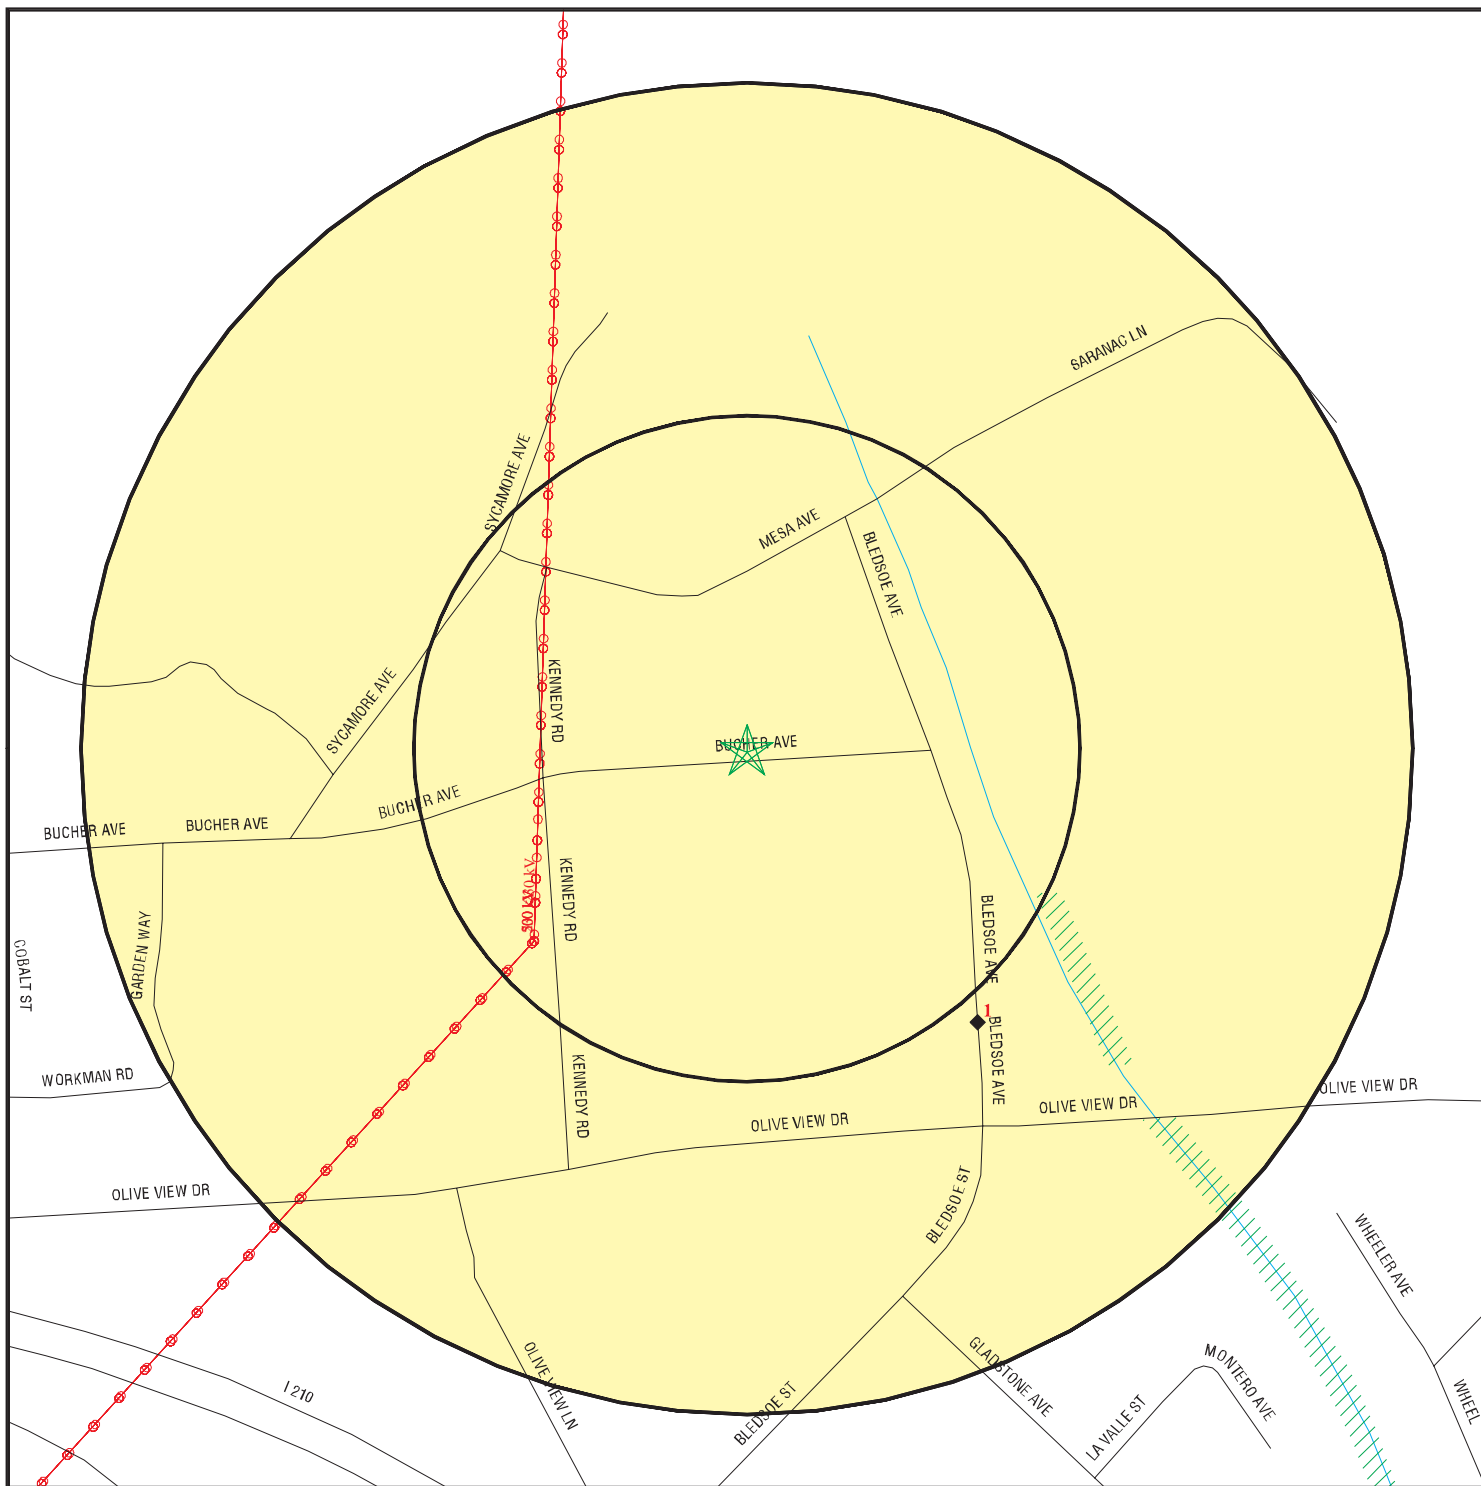 SARANAC LN
SYCAMORE AVE
MESA AVE
BLEDSOE AVE
SYCAMORE AVE
KENNEDY RD
BUCHER AVE
BUCHER AVE
BUCHER AVE
BUCHER AVE
KENNEDY RD
BLEDSOE AVE
GARDEN WAY
COBALT ST
1
BLEDSOE AVE
WORKMAN RD
KENNEDY RD
OLIVE VIEW DR
OLIVE VIEW DR
OLIVE VIEW DR
OLIVE VIEW DR
BLEDSOE ST
WHEELER AVE
OLIVE VIEW LN
GLADSTONE AVE
MONTERO AVE
I 210
BLEDSOE ST
LA VALLE ST
WHEEL